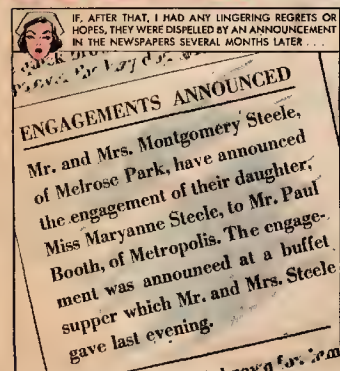 IF, AFTER THAT, I HAD ANY LINGERING REGRETS OR
HOPES, THEY WERE DISPELLED BY AN ANNOUNCEMENT
IN THE NEWSPAPERS SEVERAL MONTHS LATER . . .
ENGAGEMENTS ANNOUNCED
Mr. and Mrs. Montgomery Steele,
of Melrose Park, have announced
the engagement of their daughter,
Miss Maryanne Steele, to Mr. Paul
Booth, of Metropolis. The engage-
ment was announced at a buffet
supper which Mr. and Mrs. Steele
gave last evening.